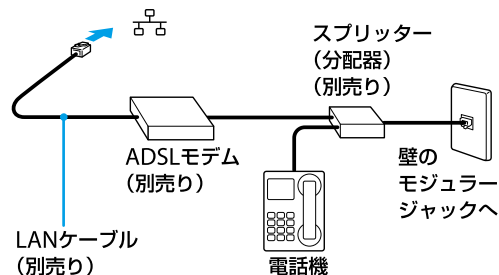 スプリッター
（分配器）
（別売り）
ADSLモデム
（別売り）
壁の
モジュラー
ジャックへ
LANケーブル
（別売り）
電話機